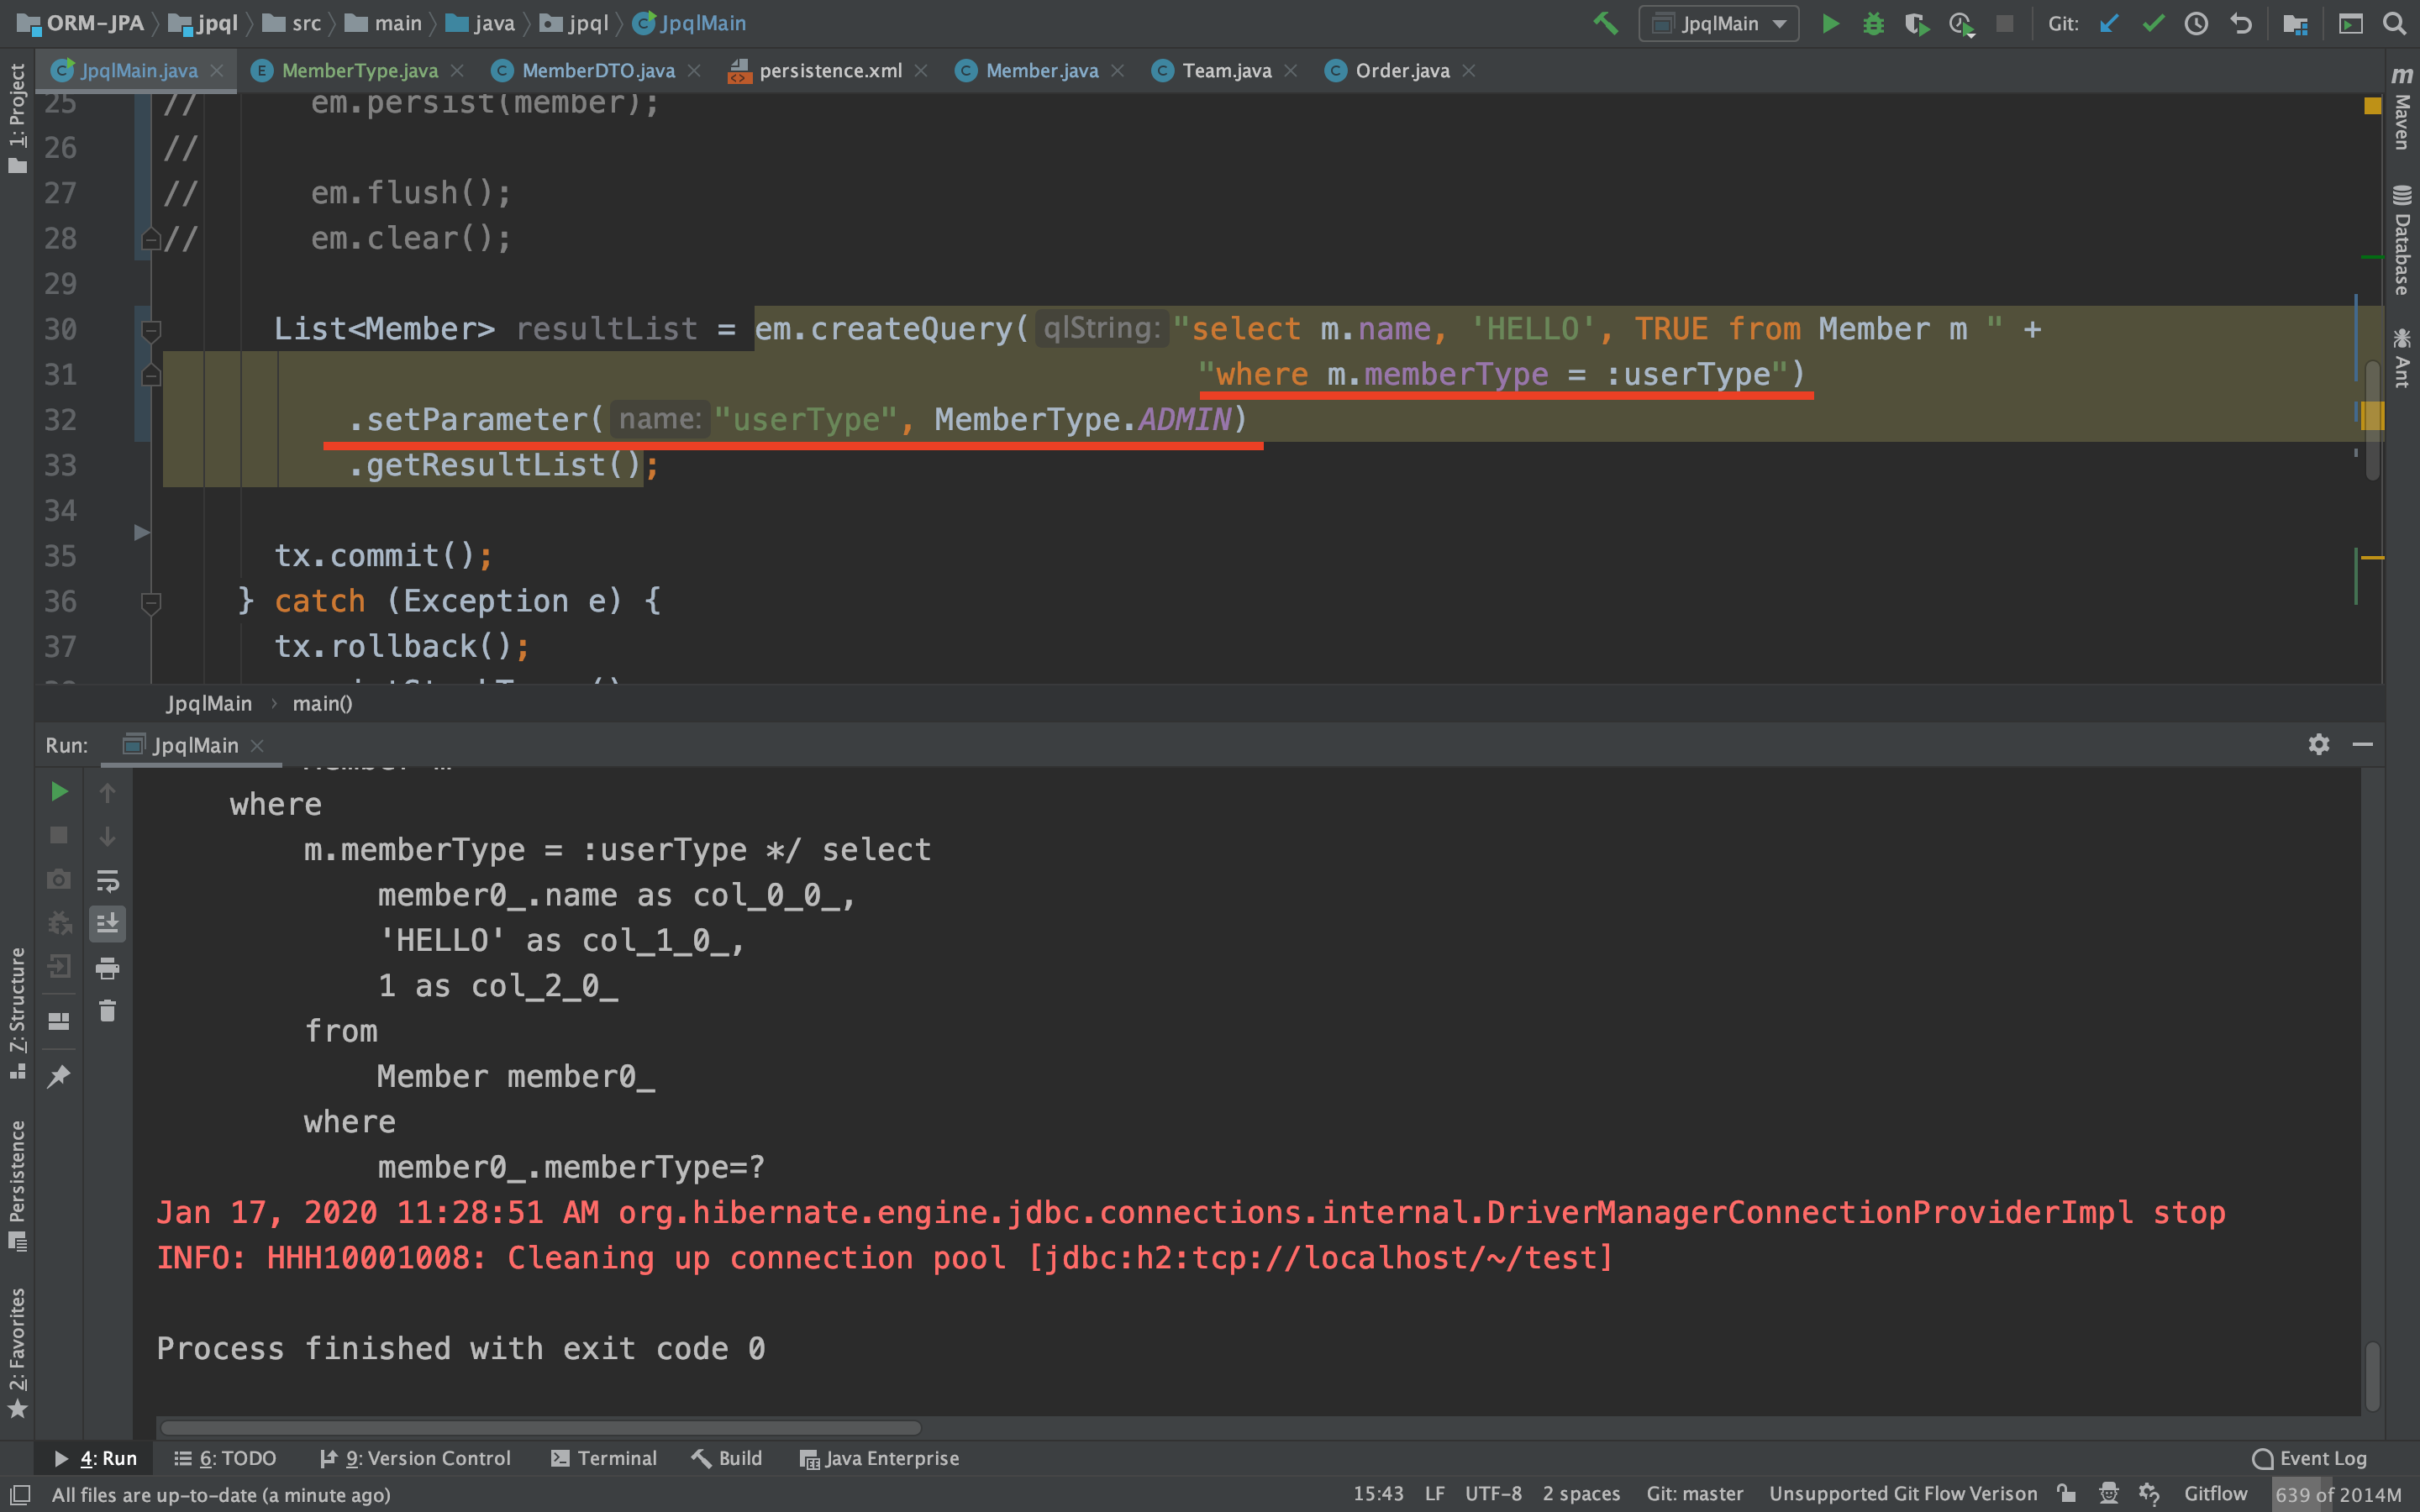 ORM-JPA jpql src main java jpql JpqlMain JpqlMain Git:
JpqlMain.java MemberType.java MemberDTO.java persistence.xml Member.java Team.java Order.java
25 // em.persist(member);
26 //
27 // em.flush();
28 // em.clear();
29
30 List<Member> resultList = em.createQuery( qlString: "select m.name, 'HELLO', TRUE from Member m " +
31 "where m.memberType = :userType")
32 .setParameter( name: "userType", MemberType.ADMIN)
33 .getResultList();
34
35 tx.commit();
36 } catch (Exception e) {
37 tx.rollback();
JpqlMain › main()
Run: JpqlMain
where
m.memberType = :userType */ select
member0_.name as col_0_0_,
'HELLO' as col_1_0_,
1 as col_2_0_
from
Member member0_
where
member0_.memberType=?
Jan 17, 2020 11:28:51 AM org.hibernate.engine.jdbc.connections.internal.DriverManagerConnectionProviderImpl stop
INFO: HHH10001008: Cleaning up connection pool [jdbc:h2:tcp://localhost/~/test]
Process finished with exit code 0
1: Project
7: Structure
Persistence
2: Favorites
m Maven
Database
Ant
4: Run 6: TODO 9: Version Control Terminal Build Java Enterprise Event Log
All files are up-to-date (a minute ago) 15:43 LF UTF-8 2 spaces Git: master Unsupported Git Flow Verison Gitflow 639 of 2014M